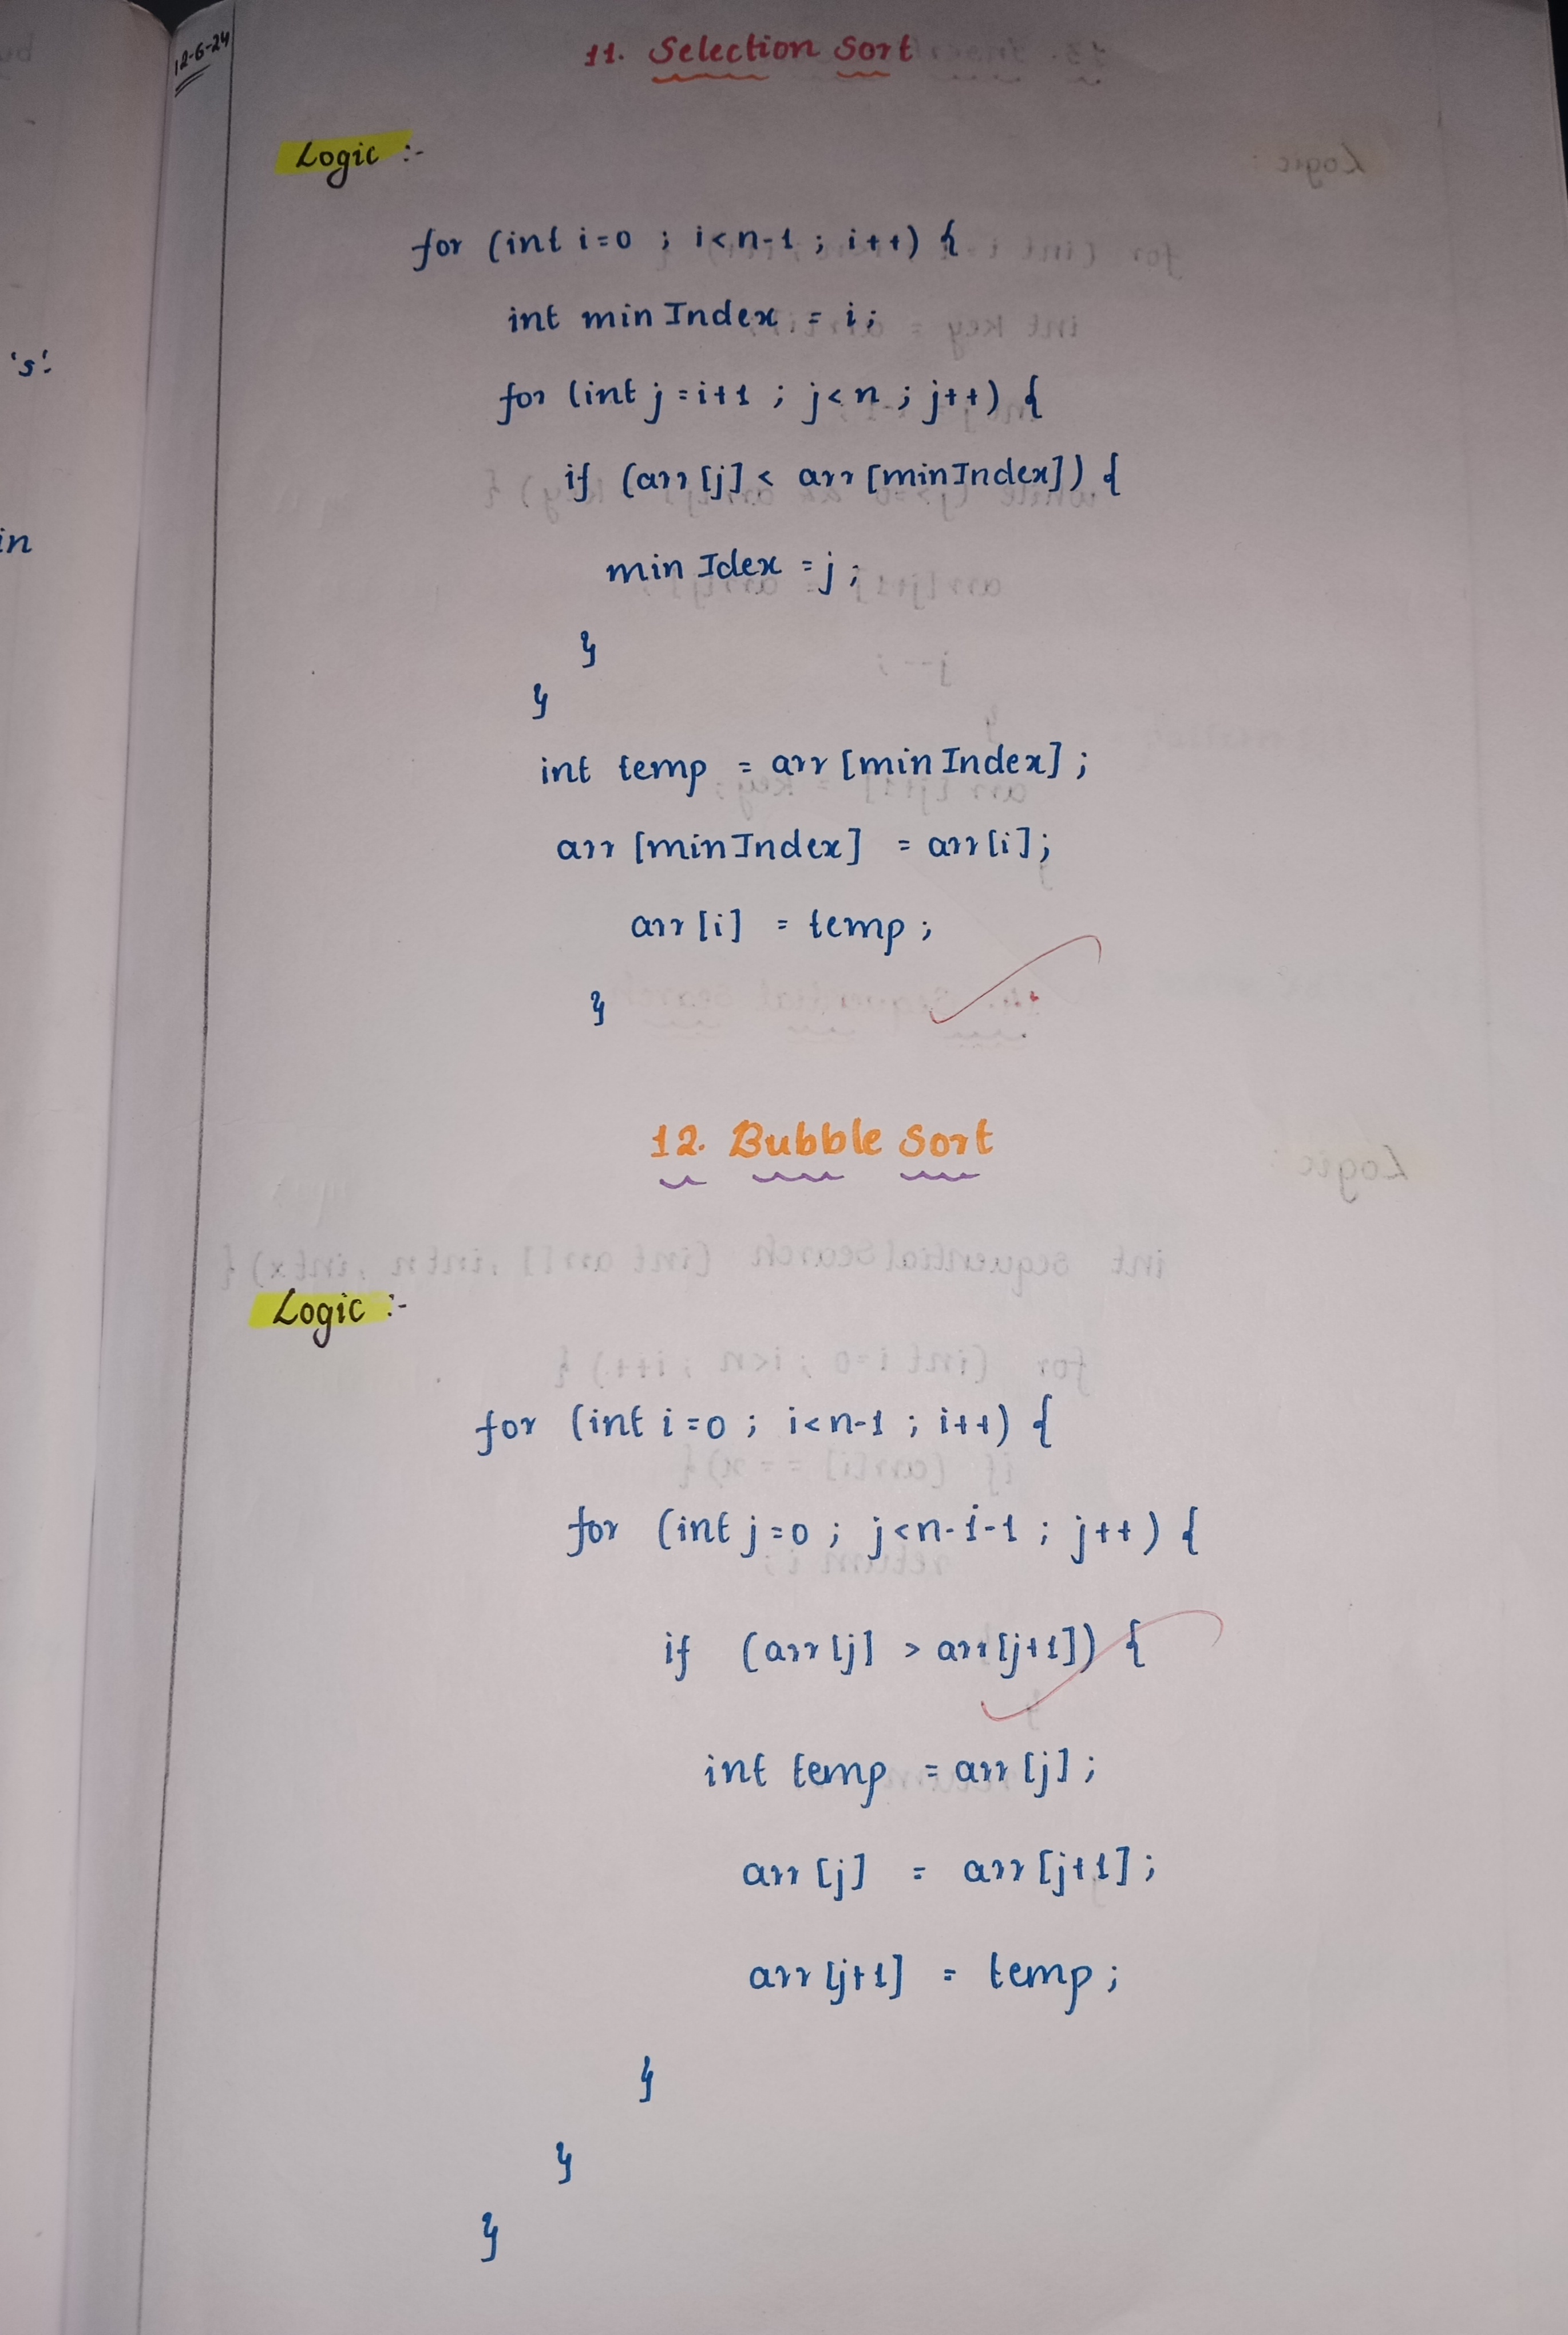 12-6-24
11. Selection Sort
Logic :-
for (int i=0 ; i<n-1 ; i++) {
int min Index = i;
for (int j=i+1 ; j<n ; j++) {
if (arr[j] < arr[minIndex]) {
min Idex = j;
}
}
int temp = arr [min Index] ;
arr [minIndex] = arr[i];
arr [i] = temp ;
}
12. Bubble Sort
Logic :-
for (int i=0 ; i<n-1 ; i++) {
for (int j=0 ; j<n-i-1 ; j++) {
if (arr[j] > arr[j+1]) {
int temp = arr [j] ;
arr [j] = arr [j+1] ;
arr [j+1] = temp ;
}
}
}
's'.
in